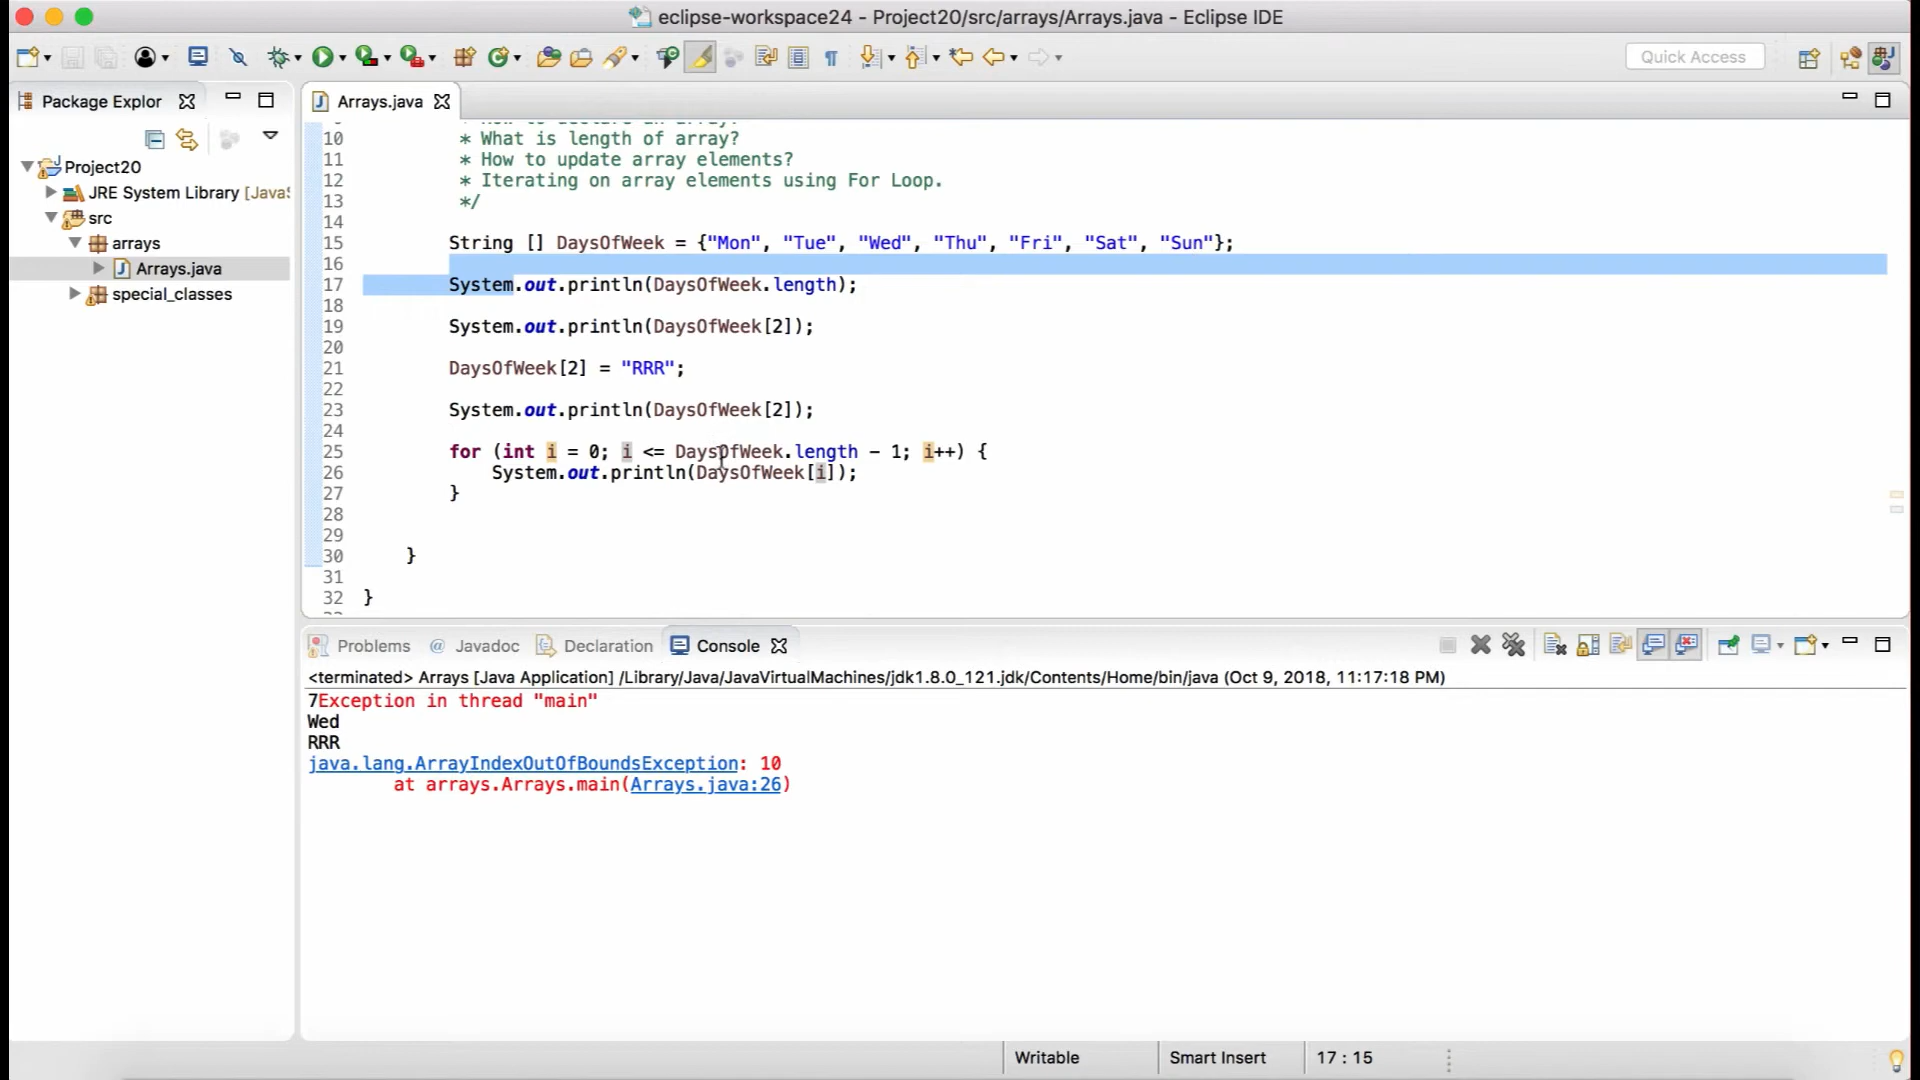 eclipse-workspace24 - Project20/src/arrays/Arrays.java - Eclipse IDE
Quick Access
Package Explor
Project20
JRE System Library [Java
src
arrays
Arrays.java
special_classes
Arrays.java
10 * What is length of array?
11 * How to update array elements?
12 * Iterating on array elements using For Loop.
13 */
14
15 String [] DaysOfWeek = {"Mon", "Tue", "Wed", "Thu", "Fri", "Sat", "Sun"};
16
17 System.out.println(DaysOfWeek.length);
18
19 System.out.println(DaysOfWeek[2]);
20
21 DaysOfWeek[2] = "RRR";
22
23 System.out.println(DaysOfWeek[2]);
24
25 for (int i = 0; i <= DaysOfWeek.length - 1; i++) {
26 System.out.println(DaysOfWeek[i]);
27 }
28
29
30 }
31
32 }
Problems @ Javadoc Declaration Console
<terminated> Arrays [Java Application] /Library/Java/JavaVirtualMachines/jdk1.8.0_121.jdk/Contents/Home/bin/java (Oct 9, 2018, 11:17:18 PM)
7Exception in thread "main"
Wed
RRR
java.lang.ArrayIndexOutOfBoundsException: 10
at arrays.Arrays.main(Arrays.java:26)
Writable Smart Insert 17 : 15